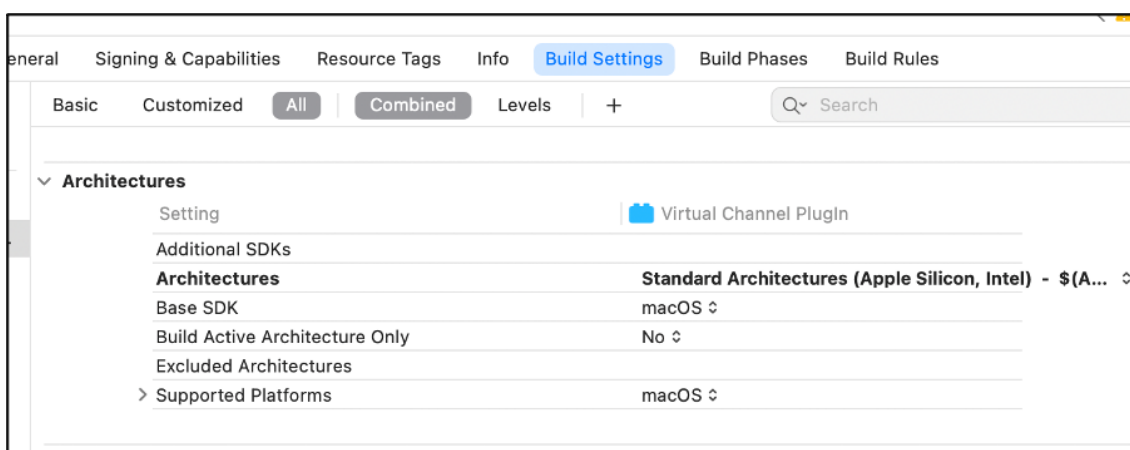 eneral Signing & Capabilities Resource Tags Info Build Settings Build Phases Build Rules
Basic Customized All Combined Levels + Search
Architectures
Setting Virtual Channel PlugIn
Additional SDKs
Architectures Standard Architectures (Apple Silicon, Intel) - $(A...
Base SDK macOS
Build Active Architecture Only No
Excluded Architectures
Supported Platforms macOS